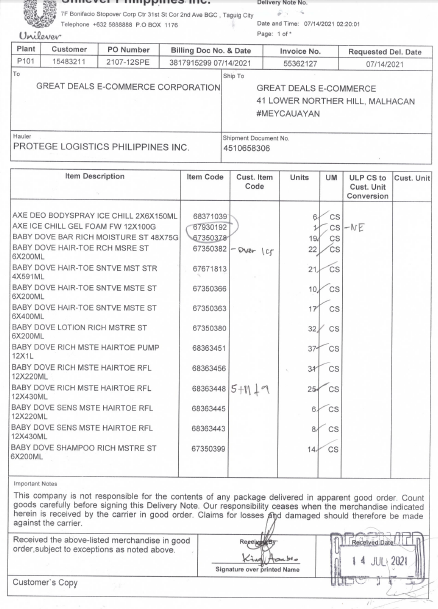 Unilever Philippines Inc.
Delivery Note No.
7F Bonifacio Stopover Corp Ctr 31st St Cor 2nd Ave BGC , Taguig City
Telephone +632 5888888 P.O BOX 1176
Date and Time: 07/14/2021 02:20:01
Page: 1 of
Unilever
Plant Customer PO Number Billing Doc No. & Date Invoice No. Requested Del. Date
P101 15483211 2107-12SPE 3817916299 07/14/2021 55362127 07/14/2021
To
GREAT DEALS E-COMMERCE CORPORATION
Ship To
GREAT DEALS E-COMMERCE
41 LOWER NORTHER HILL, MALHACAN
#MEYCAUAYAN
Hauler
PROTEGE LOGISTICS PHILIPPINES INC.
Shipment Document No.
4510658306
Item Description Item Code Cust. Item Code Units UM ULP CS to Cust. Unit Conversion Cust. Unit
AXE DEO BODYSPRAY ICE CHILL 2X6X150ML 68371039 6 CS
AXE ICE CHILL GEL FOAM FW 12X100G 67930192 1 CS -NE
BABY DOVE BAR RICH MOISTURE ST 48X75G 67350378 19 CS
BABY DOVE HAIR-TOE RCH MSRE ST 67350382 - over 1cs 22 CS
6X200ML
BABY DOVE HAIR-TOE SNTVE MST STR 67671813 21 CS
4X591ML
BABY DOVE HAIR-TOE SNTVE MSTE ST 67350366 10 CS
6X200ML
BABY DOVE HAIR-TOE SNTVE MSTE ST 67350363 17 CS
6X400ML
BABY DOVE LOTION RICH MSTRE ST 67350380 32 CS
6X200ML
BABY DOVE RICH MSTE HAIRTOE PUMP 68363451 37 CS
12X1L
BABY DOVE RICH MSTE HAIRTOE RFL 68363456 31 CS
12X220ML
BABY DOVE RICH MSTE HAIRTOE RFL 68363448 25 CS
12X430ML
BABY DOVE SENS MSTE HAIRTOE RFL 68363445 6 CS
12X220ML
BABY DOVE SENS MSTE HAIRTOE RFL 68363443 8 CS
12X430ML
BABY DOVE SHAMPOO RICH MSTRE ST 67350399 14 CS
6X200ML
Important Notes
This company is not responsible for the contents of any package delivered in apparent good order. Count
goods carefully before signing this Delivery Note. Our responsibility ceases when the merchandise indicated
herein is received by the carrier in good order. Claims for losses and damaged should therefore be made
against the carrier.
Received the above-listed merchandise in good
order,subject to exceptions as noted above.
Received By
Signature over printed Name
Received Date
RECEIVED
14 JUL 2021
Customer's Copy